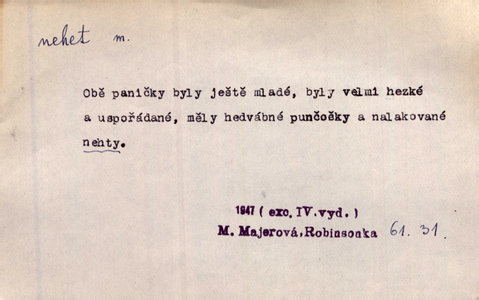 nehet m.
Obě paničky byly ještě mladé, byly velmi hezké
a uspořádané, měly hedvábné punčočky a nalakované
nehty.
1947 ( exc. IV. vyd. )
M. Majerová, Robinsonka 61. 31.